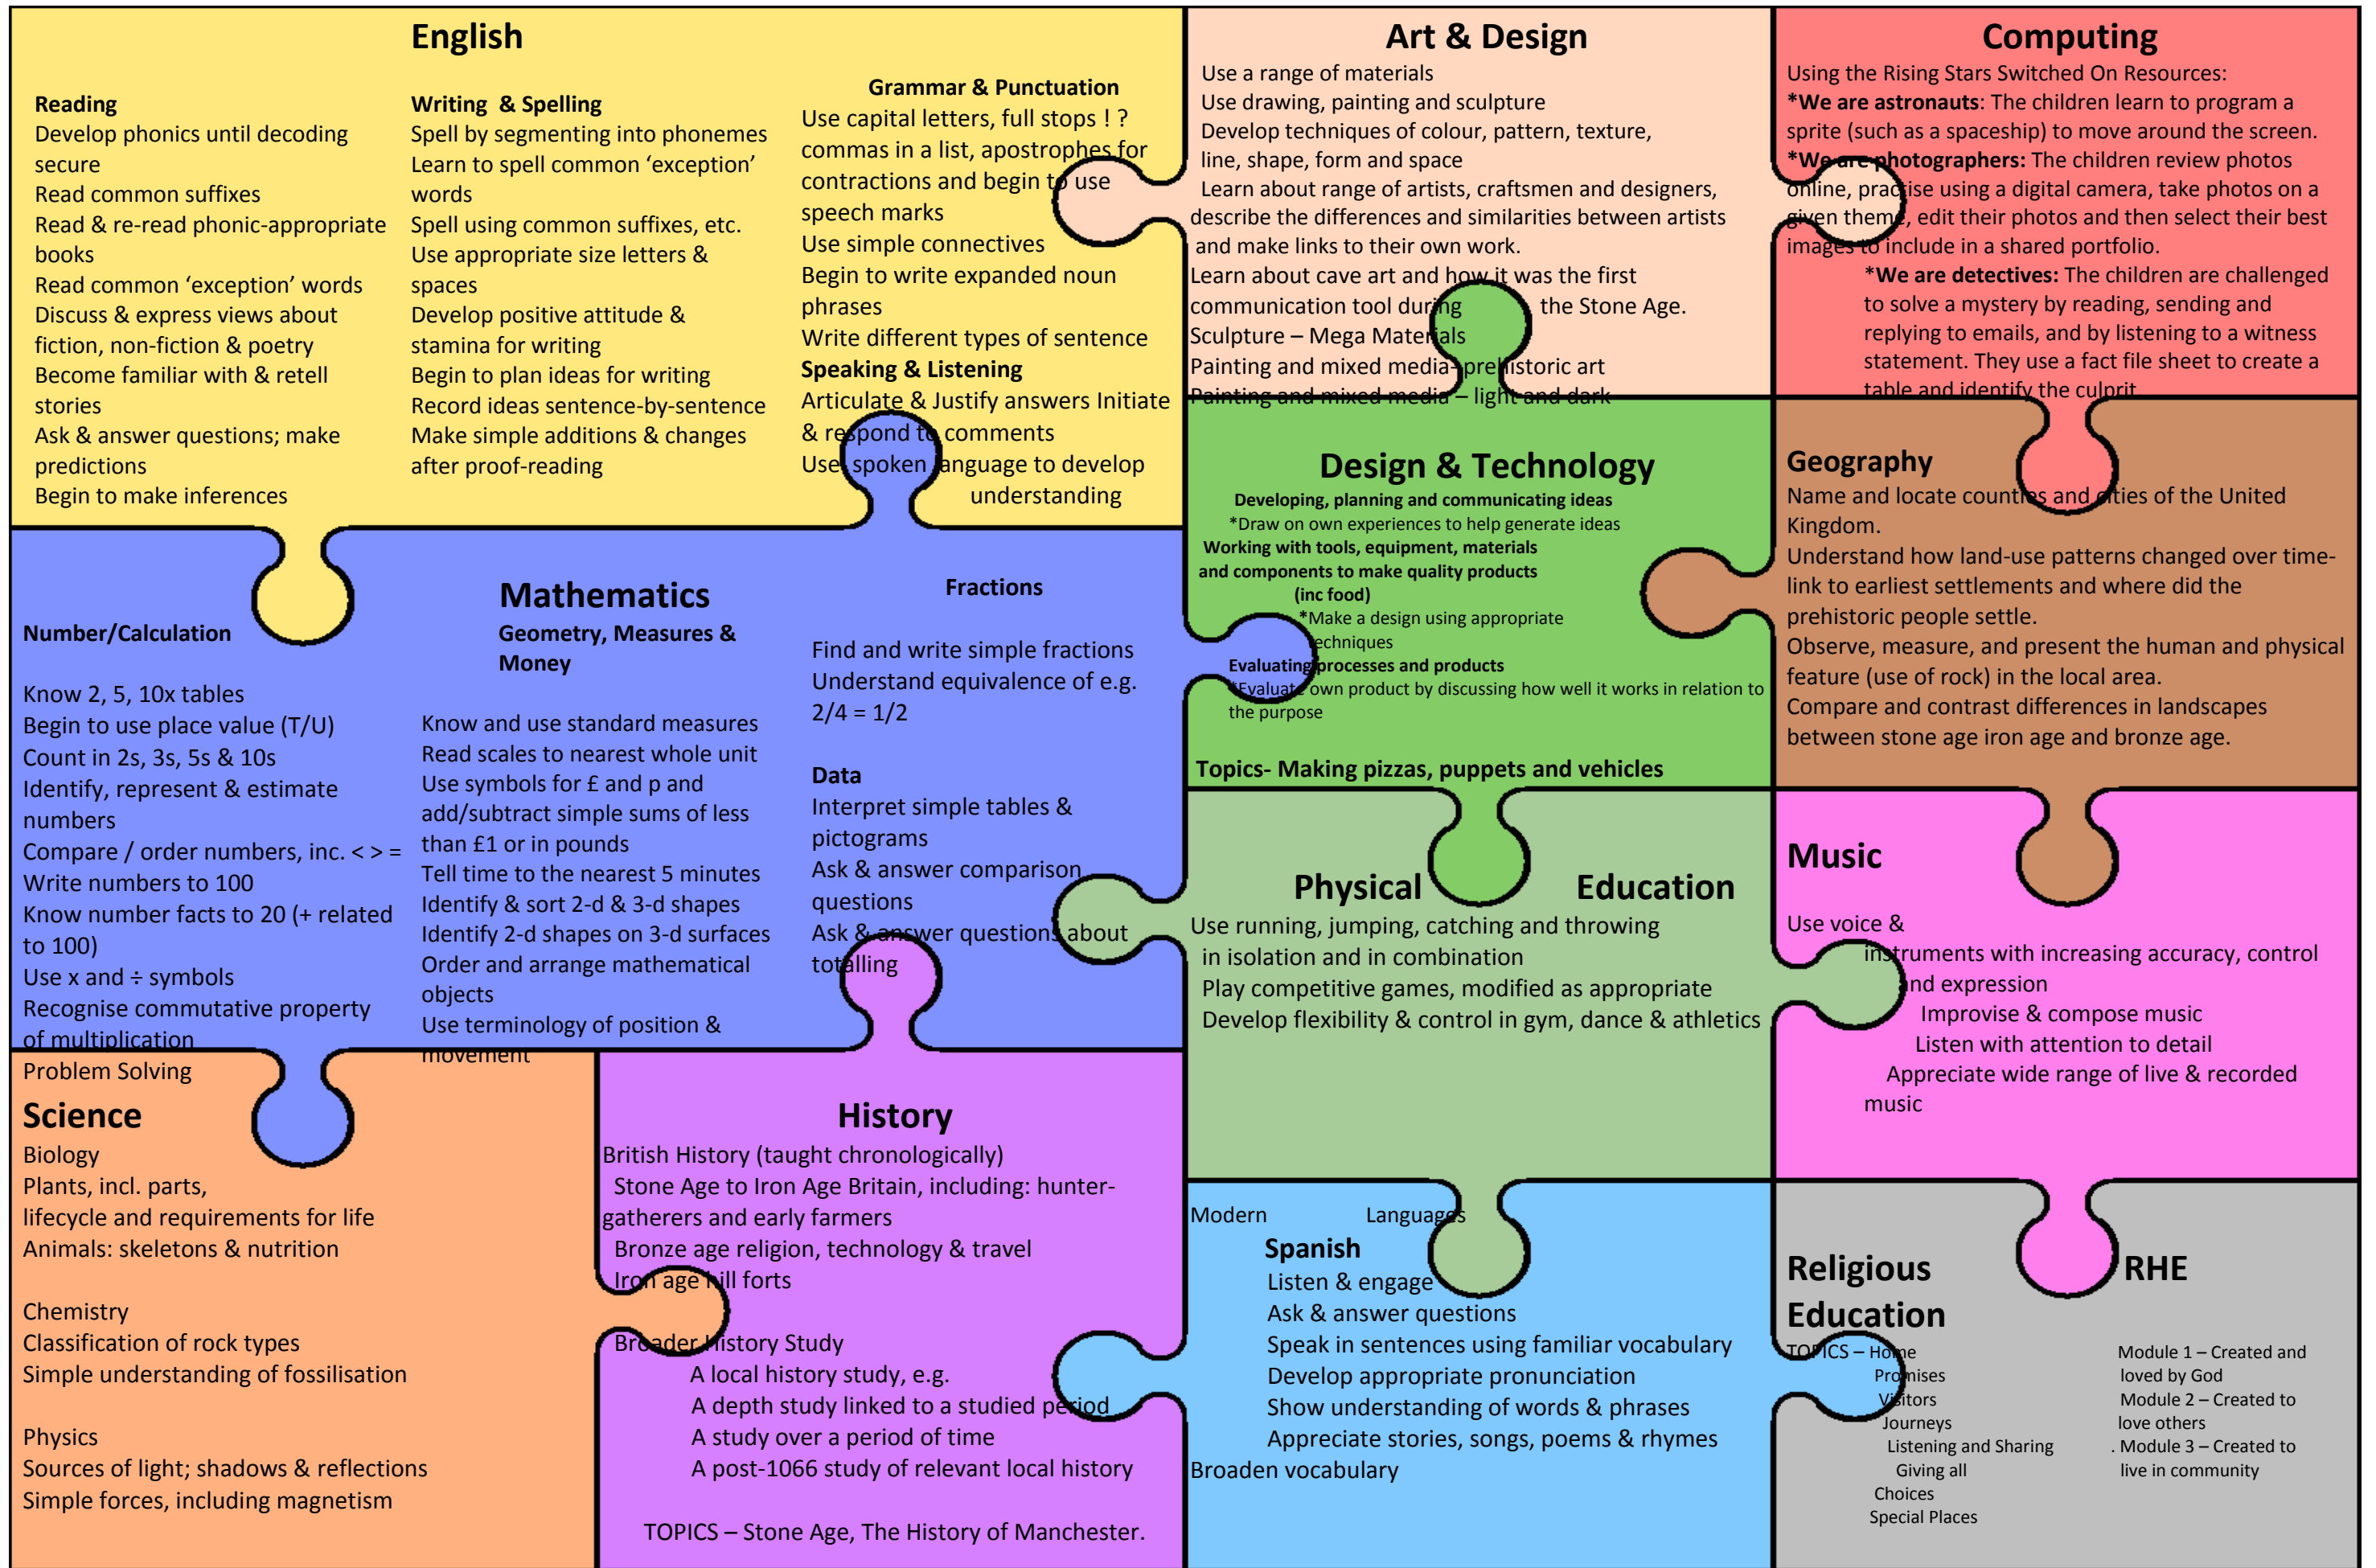 English
Reading
Develop phonics until decoding
secure
Read common suffixes
Read & re-read phonic-appropriate
books
Read common ‘exception’ words
Discuss & express views about
fiction, non-fiction & poetry
Become familiar with & retell
stories
Ask & answer questions; make
predictions
Begin to make inferences
Writing & Spelling
Spell by segmenting into phonemes
Learn to spell common ‘exception’
words
Spell using common suffixes, etc.
Use appropriate size letters &
spaces
Develop positive attitude &
stamina for writing
Begin to plan ideas for writing
Record ideas sentence-by-sentence
Make simple additions & changes
after proof-reading
Grammar & Punctuation
Use capital letters, full stops ! ?
commas in a list, apostrophes for
contractions and begin to use
speech marks
Use simple connectives
Begin to write expanded noun
phrases
Write different types of sentence
Speaking & Listening
Articulate & Justify answers Initiate
& respond to comments
Use spoken language to develop
understanding
Art & Design
Use a range of materials
Use drawing, painting and sculpture
Develop techniques of colour, pattern, texture,
line, shape, form and space
Learn about range of artists, craftsmen and designers,
describe the differences and similarities between artists
and make links to their own work.
Learn about cave art and how it was the first
communication tool during the Stone Age.
Sculpture – Mega Materials
Painting and mixed media- prehistoric art
Painting and mixed media – light and dark
Computing
Using the Rising Stars Switched On Resources:
*We are astronauts: The children learn to program a
sprite (such as a spaceship) to move around the screen.
*We are photographers: The children review photos
online, practise using a digital camera, take photos on a
given theme, edit their photos and then select their best
images to include in a shared portfolio.
*We are detectives: The children are challenged
to solve a mystery by reading, sending and
replying to emails, and by listening to a witness
statement. They use a fact file sheet to create a
table and identify the culprit
Design & Technology
Developing, planning and communicating ideas
*Draw on own experiences to help generate ideas
Working with tools, equipment, materials
and components to make quality products
(inc food)
*Make a design using appropriate
techniques
Evaluating processes and products
*Evaluate own product by discussing how well it works in relation to
the purpose
Topics- Making pizzas, puppets and vehicles
Geography
Name and locate counties and cities of the United
Kingdom.
Understand how land-use patterns changed over time-
link to earliest settlements and where did the
prehistoric people settle.
Observe, measure, and present the human and physical
feature (use of rock) in the local area.
Compare and contrast differences in landscapes
between stone age iron age and bronze age.
Mathematics
Number/Calculation
Know 2, 5, 10x tables
Begin to use place value (T/U)
Count in 2s, 3s, 5s & 10s
Identify, represent & estimate
numbers
Compare / order numbers, inc. < > =
Write numbers to 100
Know number facts to 20 (+ related
to 100)
Use x and ÷ symbols
Recognise commutative property
of multiplication
Problem Solving
Geometry, Measures &
Money
Know and use standard measures
Read scales to nearest whole unit
Use symbols for £ and p and
add/subtract simple sums of less
than £1 or in pounds
Tell time to the nearest 5 minutes
Identify & sort 2-d & 3-d shapes
Identify 2-d shapes on 3-d surfaces
Order and arrange mathematical
objects
Use terminology of position &
movement
Fractions
Find and write simple fractions
Understand equivalence of e.g.
2/4 = 1/2
Data
Interpret simple tables &
pictograms
Ask & answer comparison
questions
Ask & answer questions about
totalling
Physical Education
Use running, jumping, catching and throwing
in isolation and in combination
Play competitive games, modified as appropriate
Develop flexibility & control in gym, dance & athletics
Music
Use voice &
instruments with increasing accuracy, control
and expression
Improvise & compose music
Listen with attention to detail
Appreciate wide range of live & recorded
music
Science
Biology
Plants, incl. parts,
lifecycle and requirements for life
Animals: skeletons & nutrition
Chemistry
Classification of rock types
Simple understanding of fossilisation
Physics
Sources of light; shadows & reflections
Simple forces, including magnetism
History
British History (taught chronologically)
Stone Age to Iron Age Britain, including: hunter-
gatherers and early farmers
Bronze age religion, technology & travel
Iron age hill forts
Broader History Study
A local history study, e.g.
A depth study linked to a studied period
A study over a period of time
A post-1066 study of relevant local history
TOPICS – Stone Age, The History of Manchester.
Modern Languages
Spanish
Listen & engage
Ask & answer questions
Speak in sentences using familiar vocabulary
Develop appropriate pronunciation
Show understanding of words & phrases
Appreciate stories, songs, poems & rhymes
Broaden vocabulary
Religious
Education
TOPICS – Home
Promises
Visitors
Journeys
Listening and Sharing
Giving all
Choices
Special Places
RHE
Module 1 – Created and
loved by God
Module 2 – Created to
love others
. Module 3 – Created to
live in community